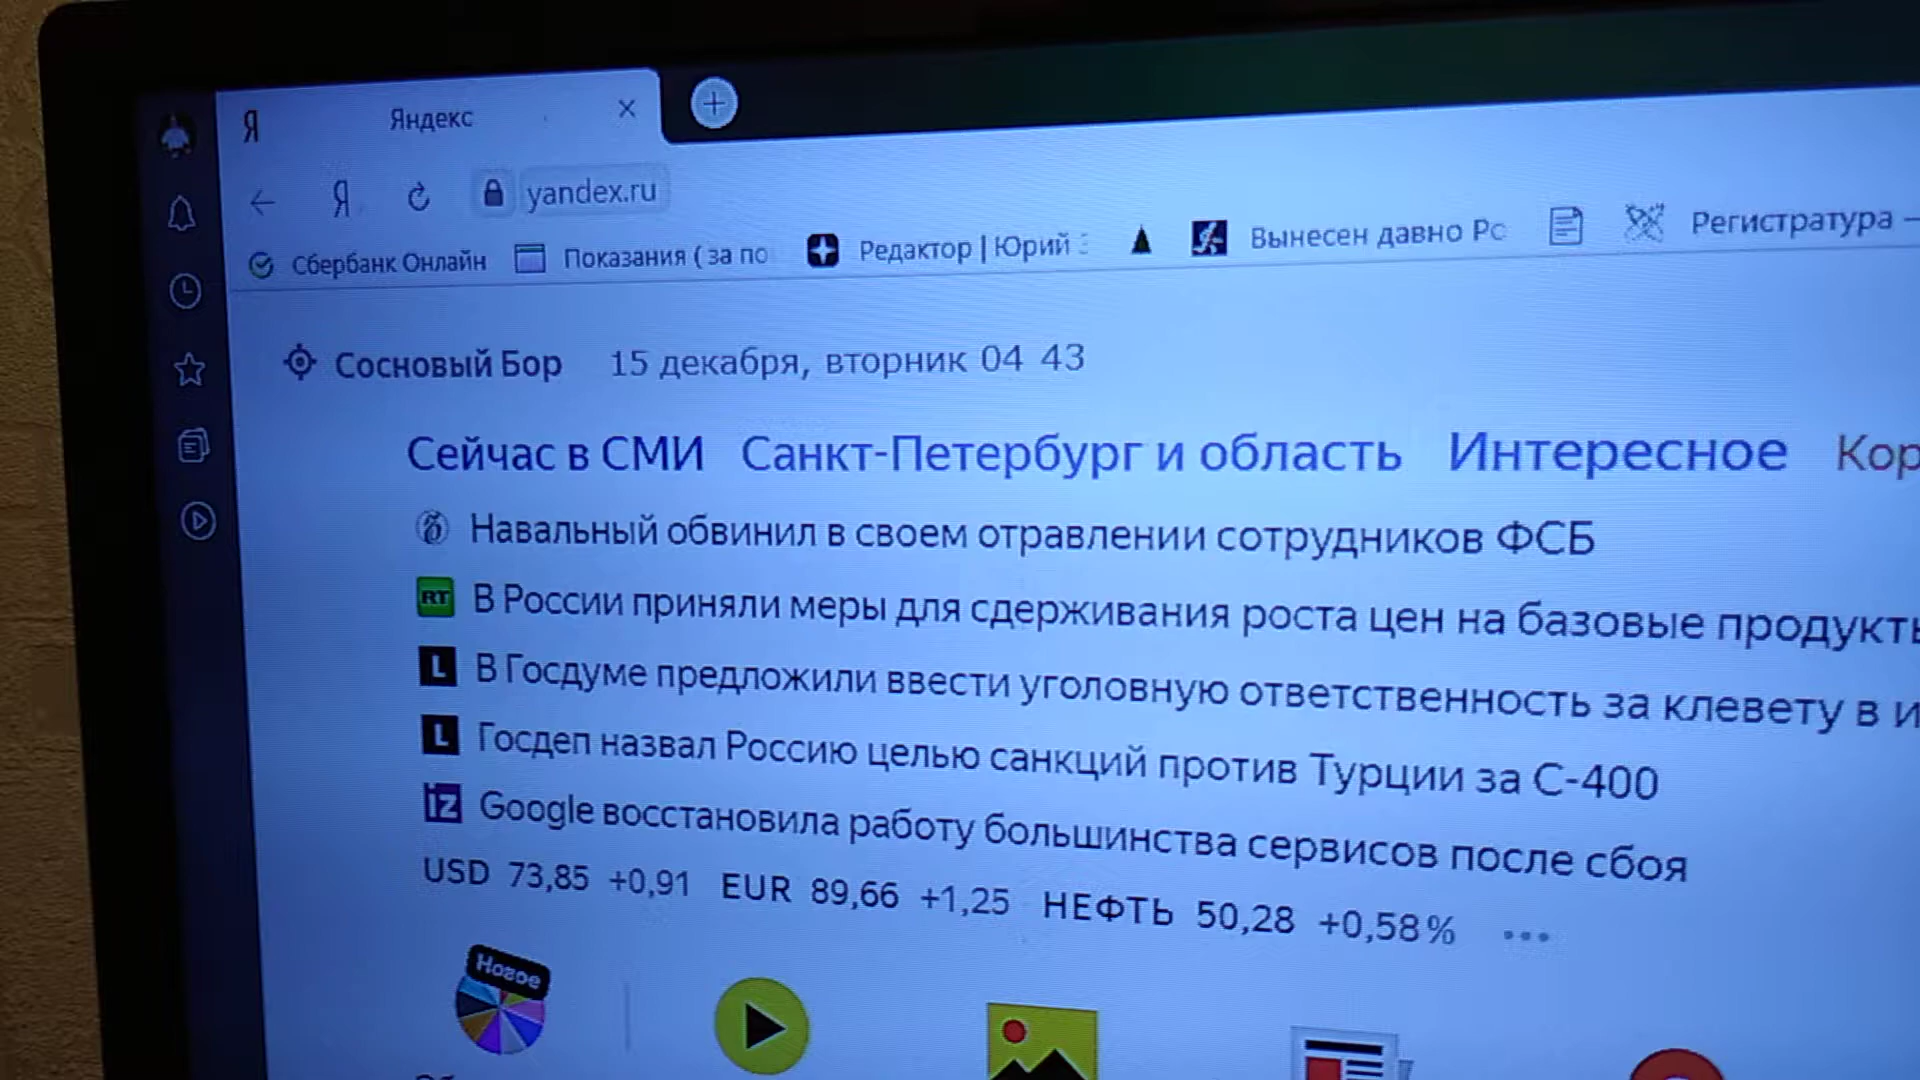 Я Яндекс
Я yandex.ru
Сбербанк Онлайн Показания ( за по Редактор | Юрий Вынесен давно Рс Регистратура –
Сосновый Бор 15 декабря, вторник 04 43
Сейчас в СМИ Санкт-Петербург и область Интересное Кор
Навальный обвинил в своем отравлении сотрудников ФСБ
RT В России приняли меры для сдерживания роста цен на базовые продукты
L В Госдуме предложили ввести уголовную ответственность за клевету в и
L Госдеп назвал Россию целью санкций против Турции за С-400
iz Google восстановила работу большинства сервисов после сбоя
USD 73,85 +0,91 EUR 89,66 +1,25 НЕФТЬ 50,28 +0,58%
Новое